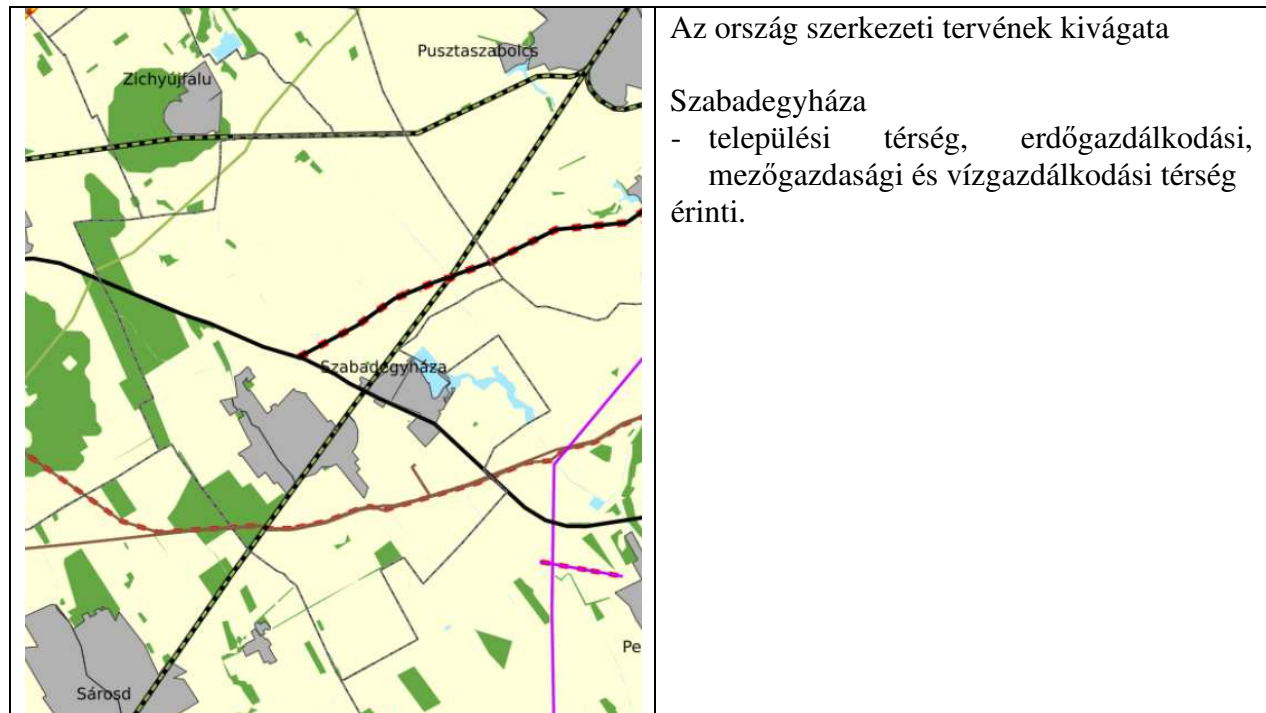 Pusztaszabolcs
Zichyújfalu
Szabadegyháza
Pe
Sárosd
Az ország szerkezeti tervének kivágata
Szabadegyháza
- települési térség, erdőgazdálkodási,
mezőgazdasági és vízgazdálkodási térség
érinti.